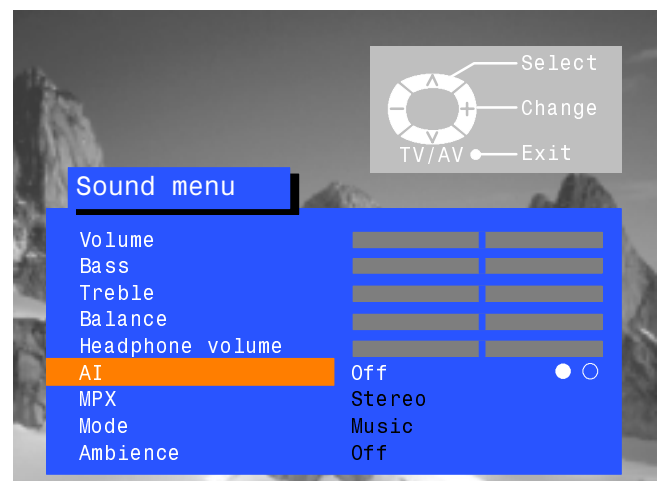 Select
Change
TV/AV Exit
Sound menu
Volume
Bass
Treble
Balance
Headphone volume
AI Off
MPX Stereo
Mode Music
Ambience Off